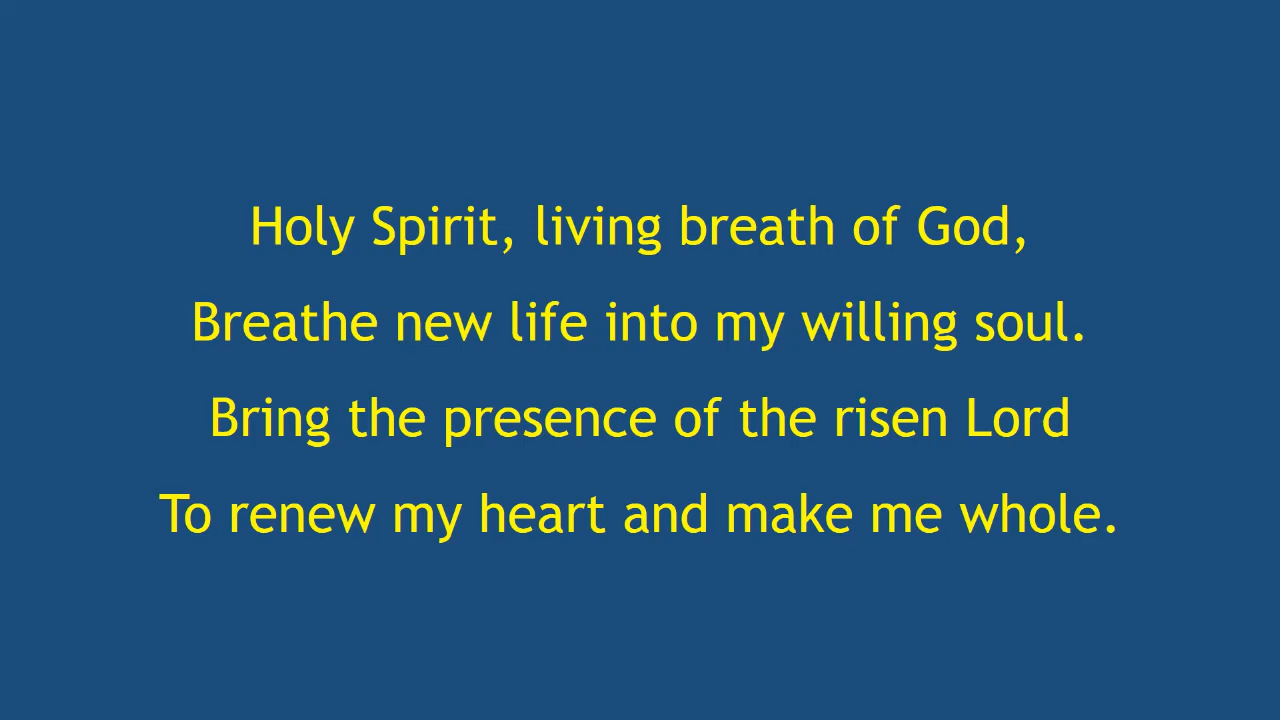 Holy Spirit, living breath of God,
Breathe new life into my willing soul.
Bring the presence of the risen Lord
To renew my heart and make me whole.